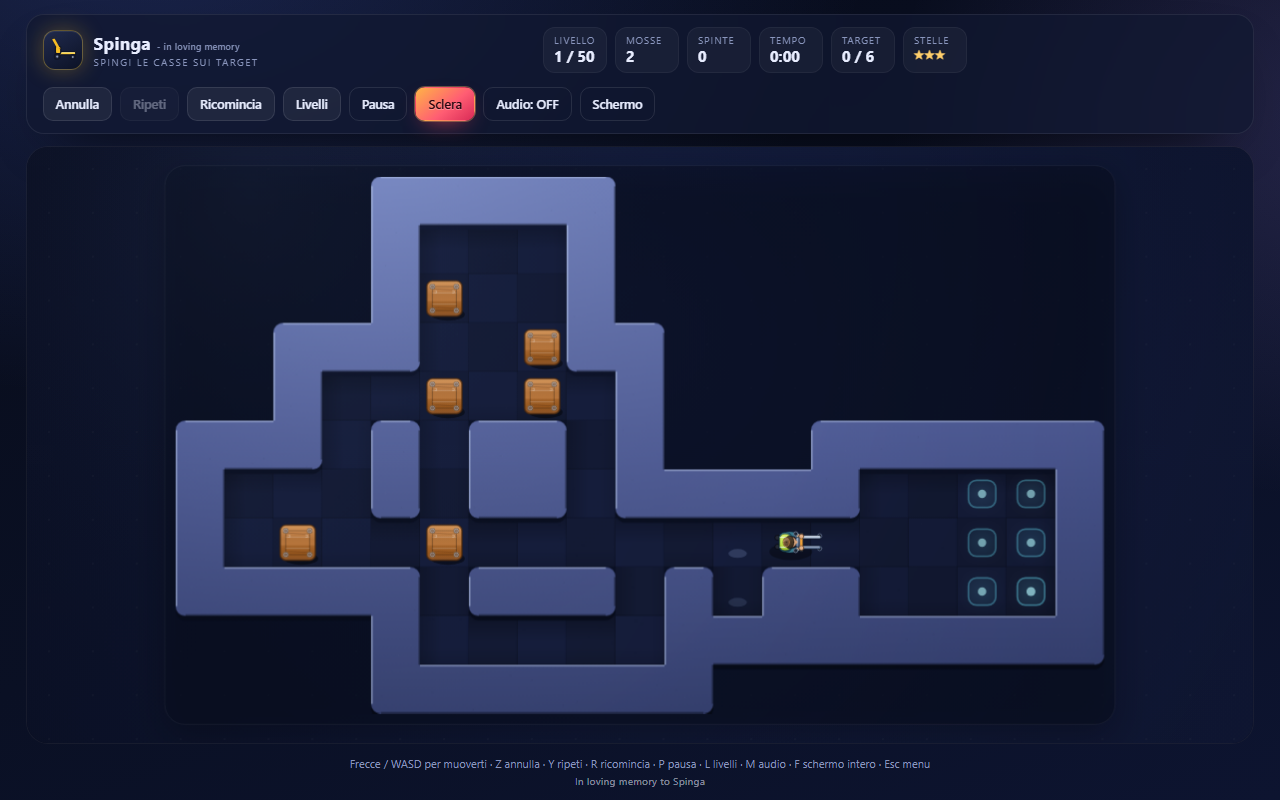 Spinga - in loving memory
SPINGI LE CASSE SUI TARGET
LIVELLO
1 / 50
MOSSE
2
SPINTE
0
TEMPO
0:00
TARGET
0 / 6
STELLE
★★★
Annulla
Ripeti
Ricomincia
Livelli
Pausa
Sclera
Audio: OFF
Schermo
Frecce / WASD per muoverti · Z annulla · Y ripeti · R ricomincia · P pausa · L livelli · M audio · F schermo intero · Esc menu
In loving memory to Spinga